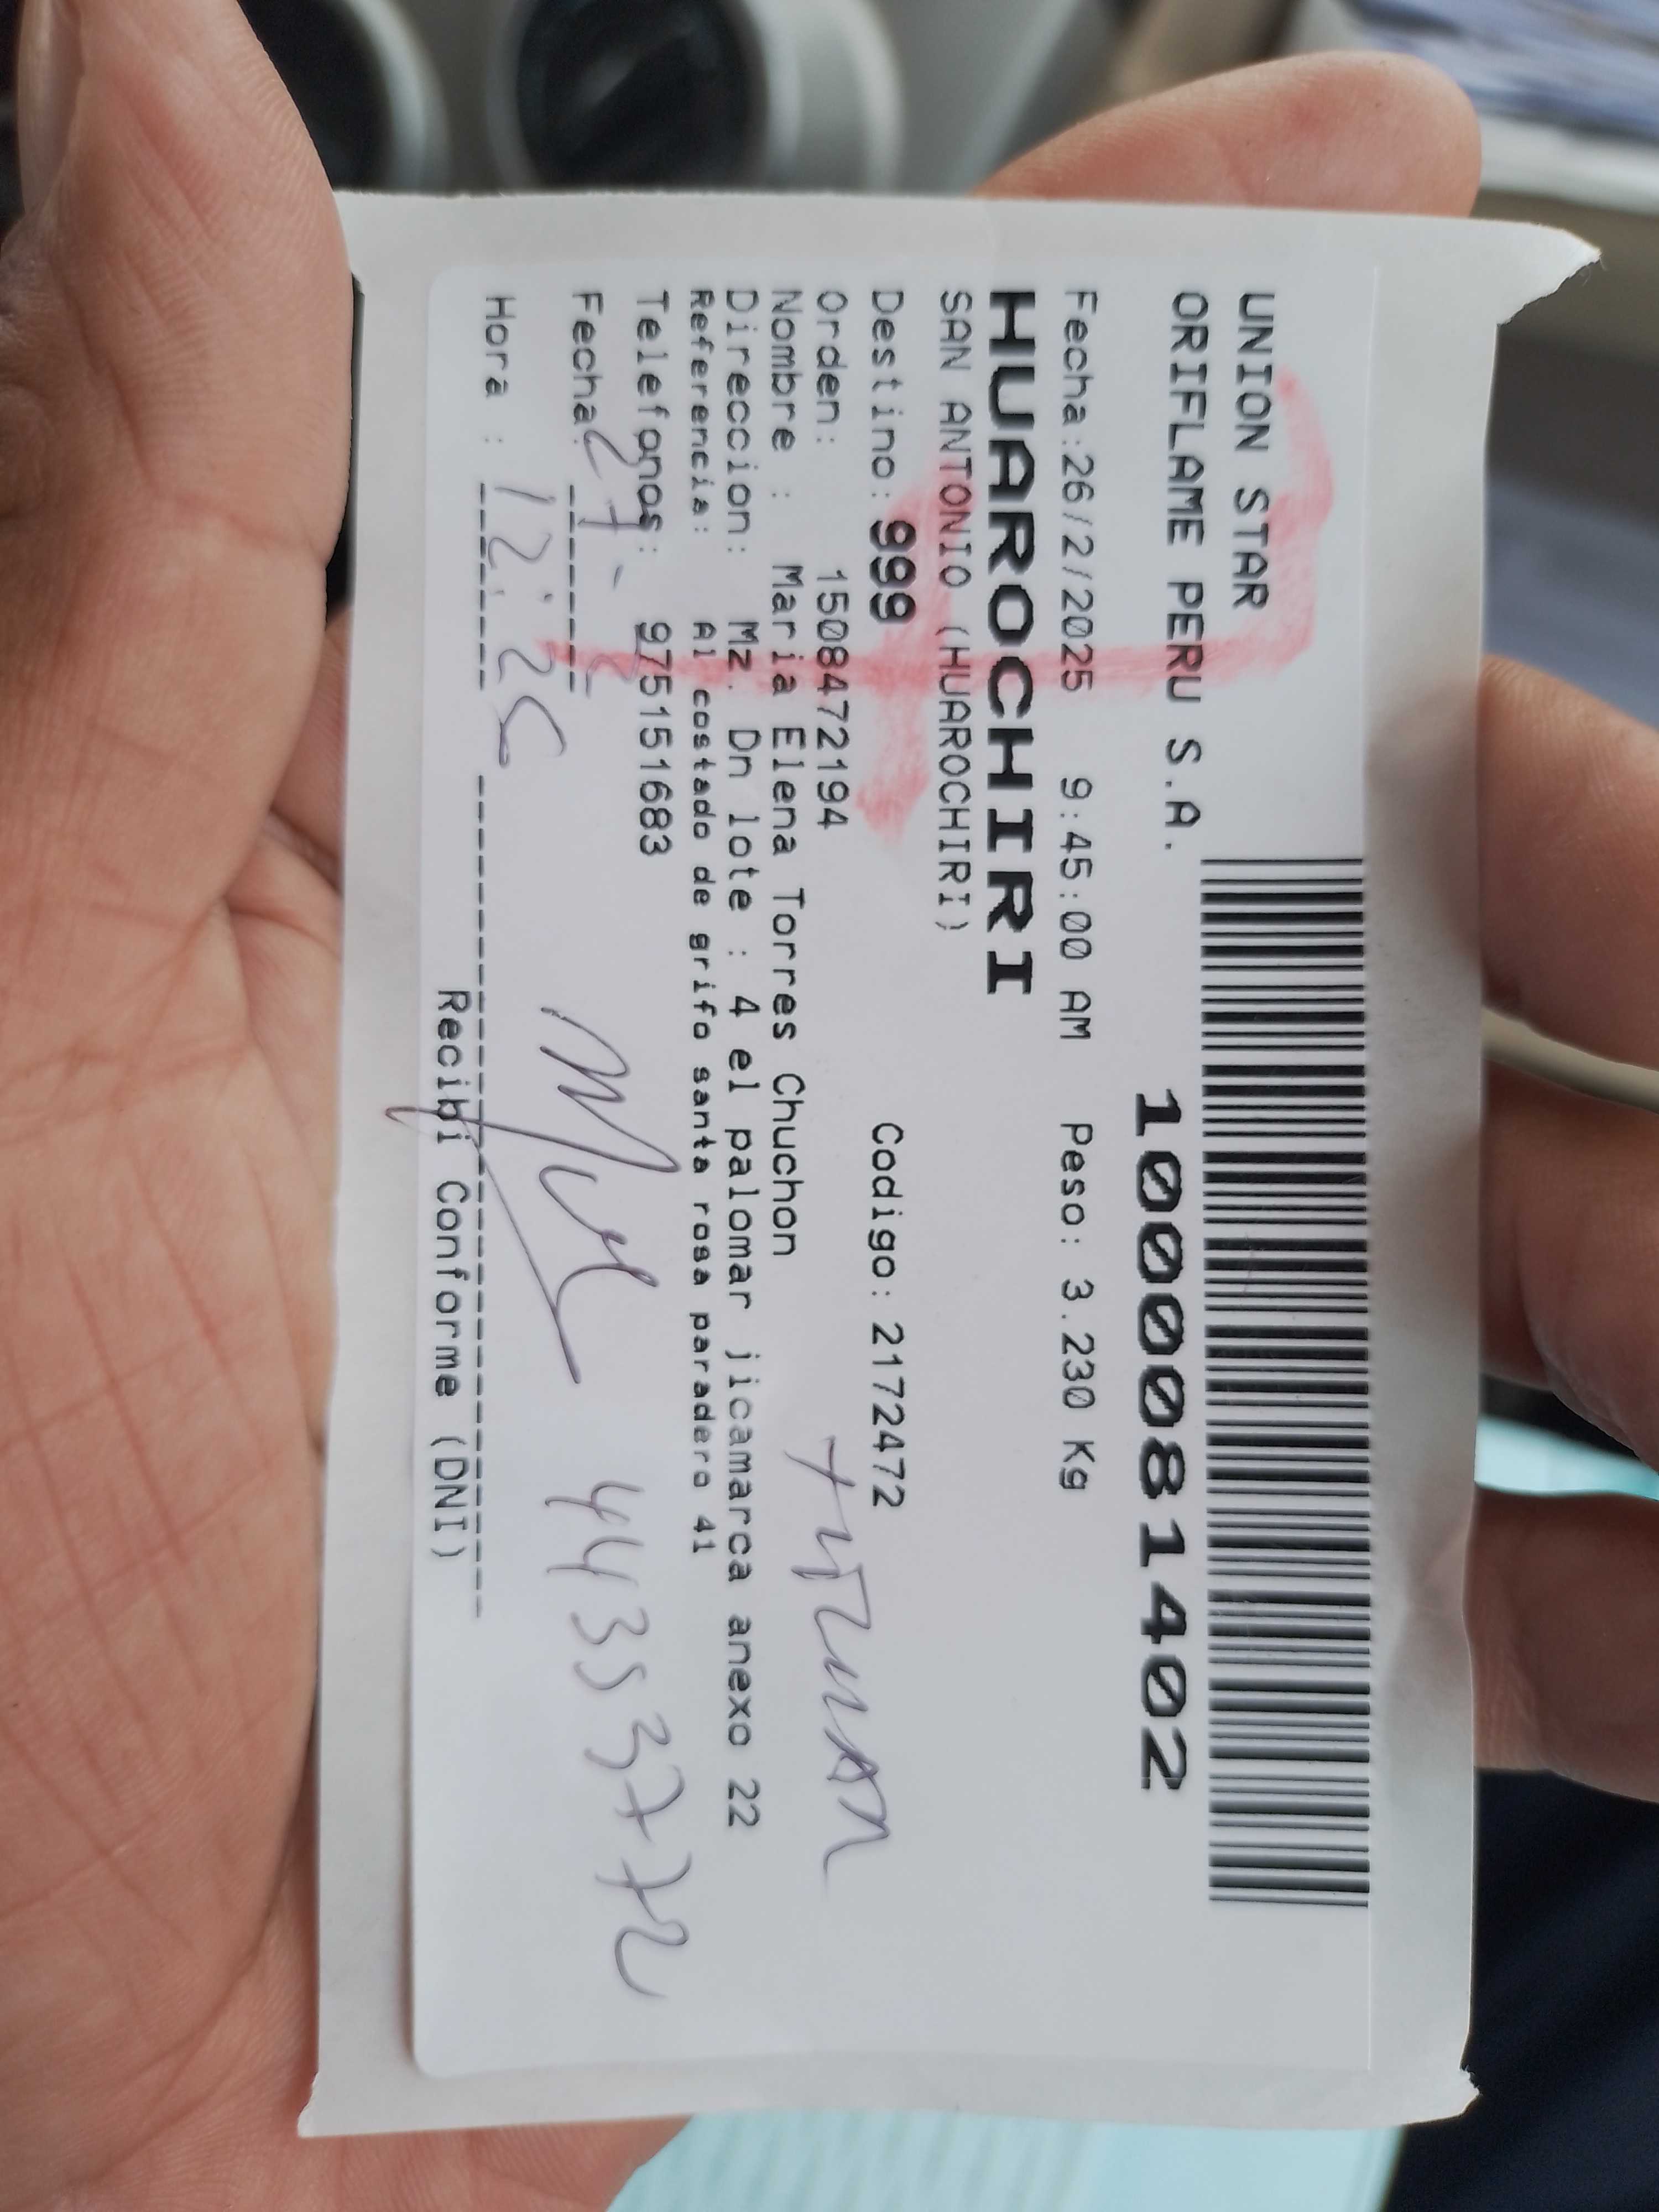 UNION STAR
ORIFLAME PERU S.A.
1000081402
Fecha:26/2/2025 9:45:00 AM Peso: 3.230 Kg
HUAROCHIRI
SAN ANTONIO (HUAROCHIRI)
Destino: 999 Codigo: 2172472
Orden: 1508472194
Nombre : Maria Elena Torres Chuchon
Direccion: Mz. Dn lote : 4 el palomar jicamarca anexo 22
Referencia: Al costado de grifo santa rosa paradero 41
Telefonos: 975151683
Fecha: 27-2
44353772
Hora : 12:25
Recibi Conforme (DNI)